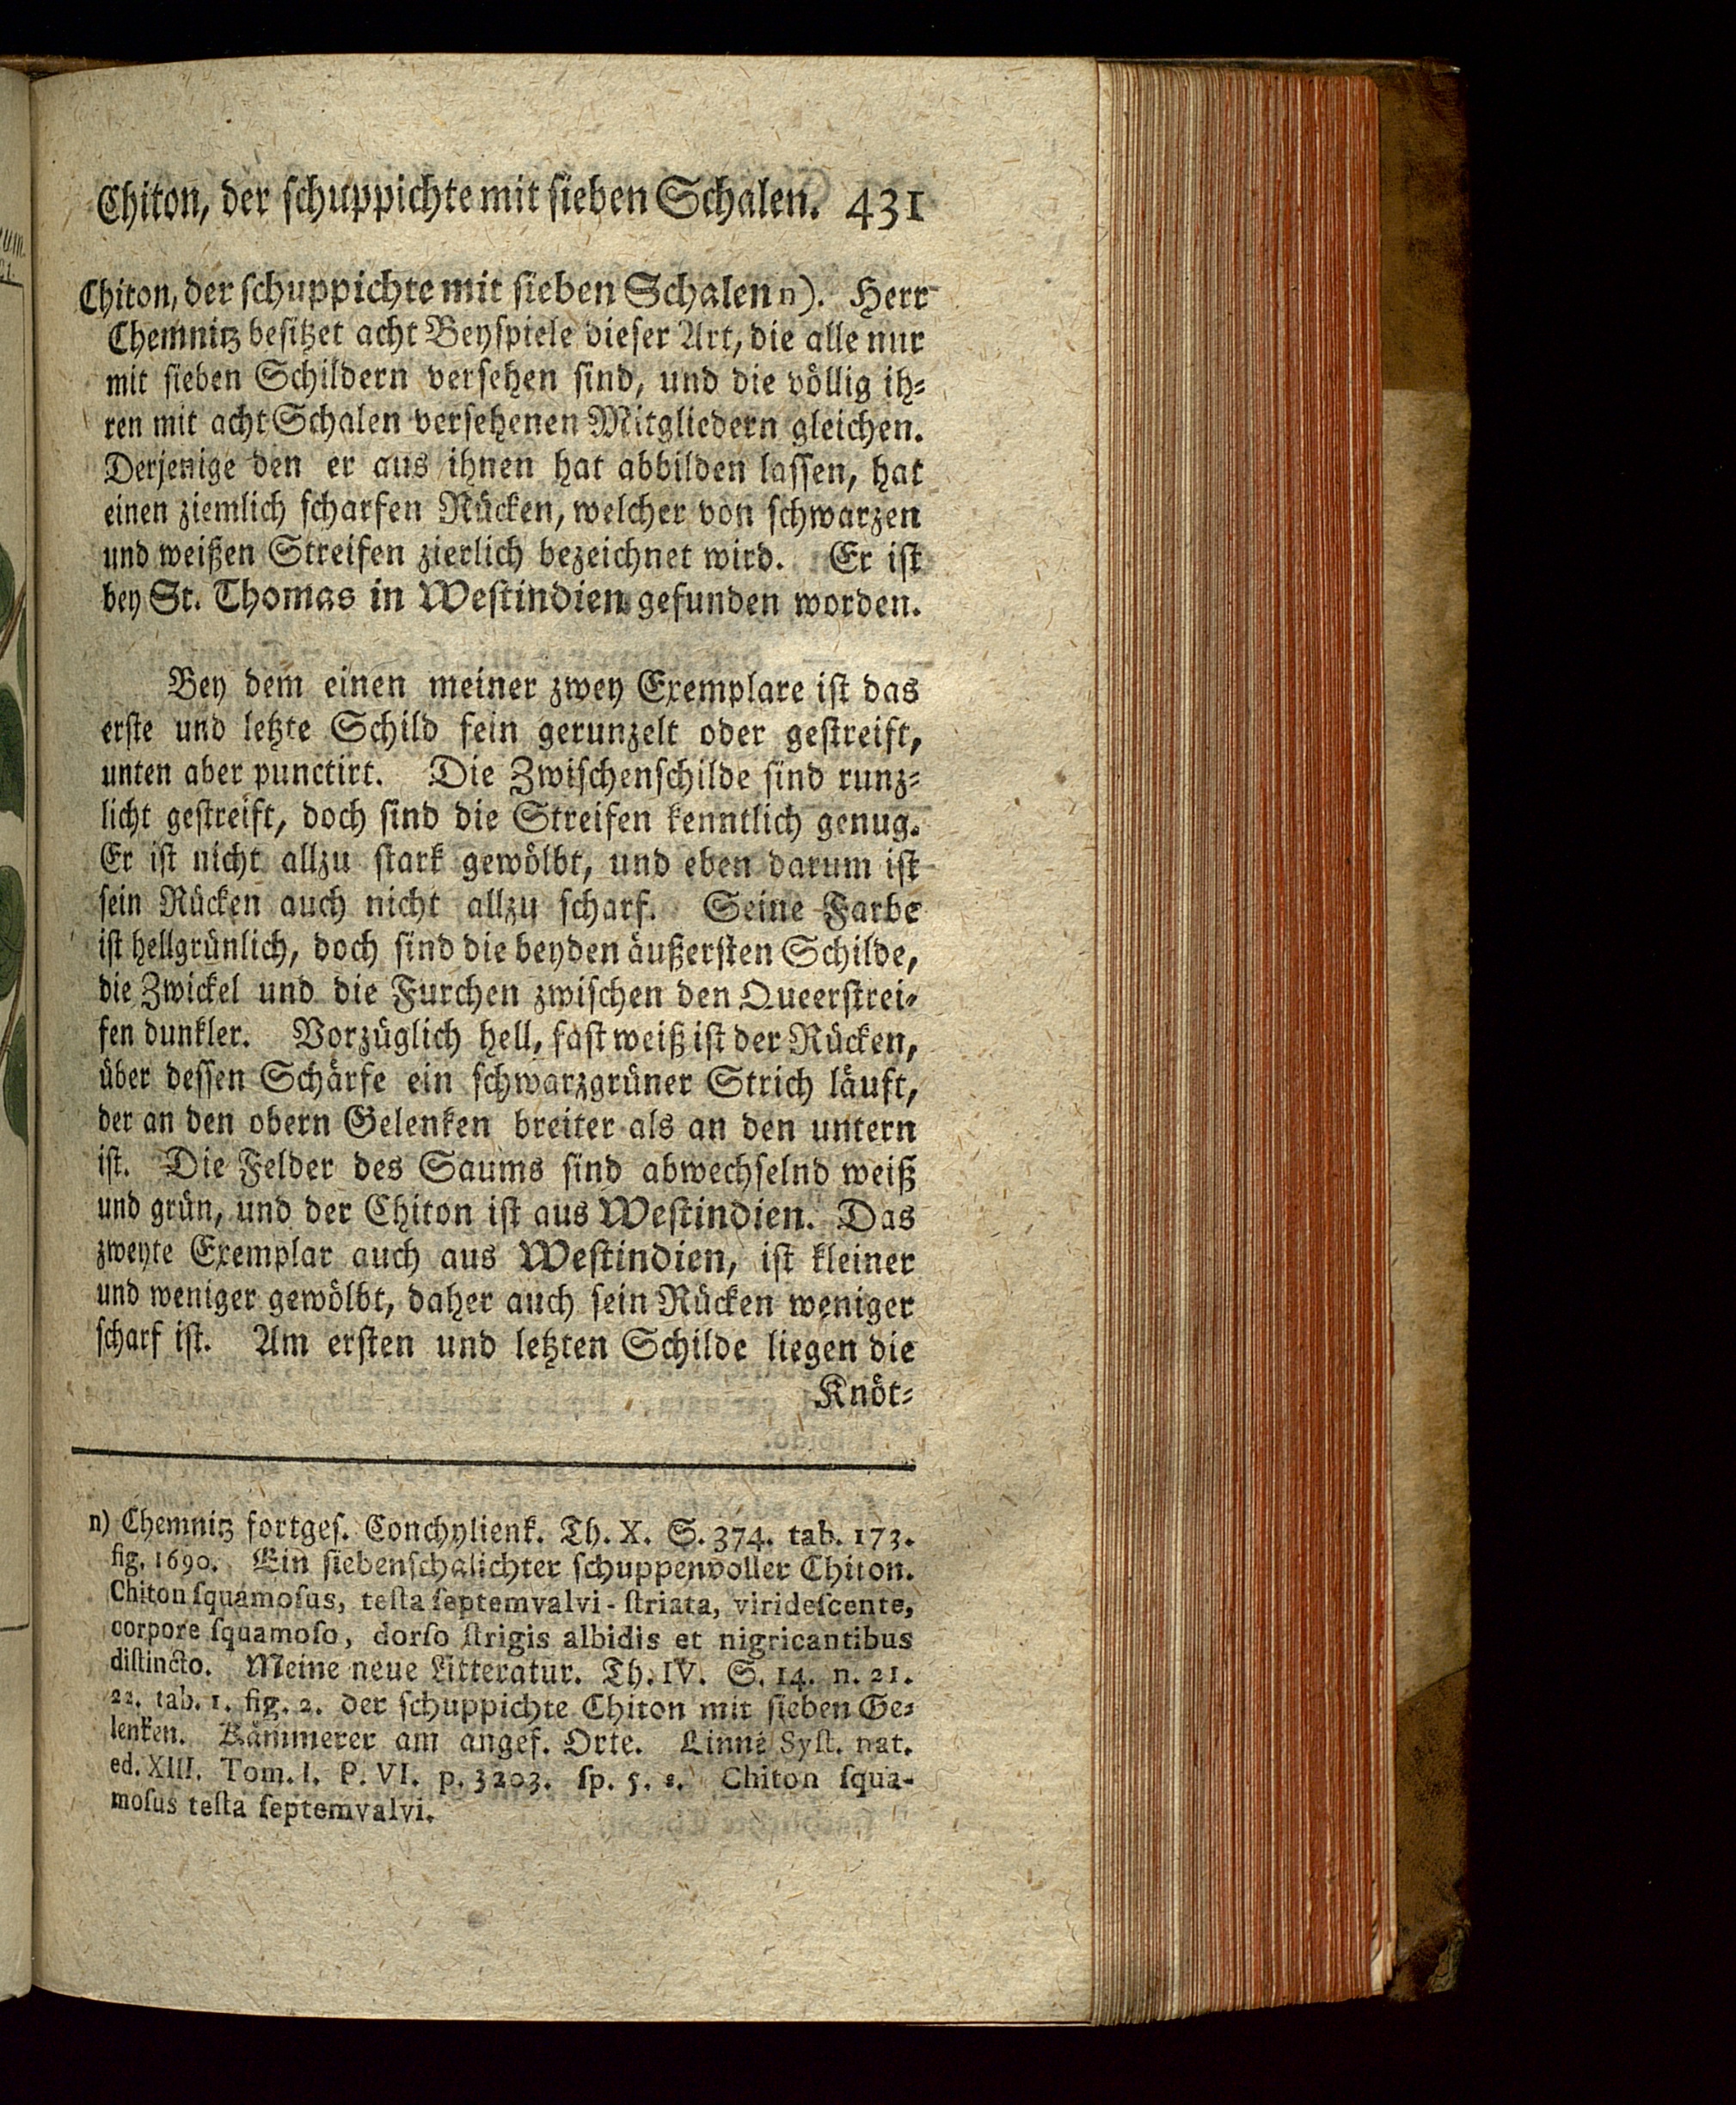 Chiton, der schuppichte mit sieben Schalen. 431
Chiton, der schuppichte mit sieben Schalen n). Herr
Chemnitz besitzet acht Beyspiele dieser Art, die alle nur
mit sieben Schildern versehen sind, und die völlig ih-
ren mit acht Schalen versehenen Mitgliedern gleichen.
Derjenige den er aus ihnen hat abbilden lassen, hat
einen ziemlich scharfen Rücken, welcher von schwarzen
und weißen Streifen zierlich bezeichnet wird. Er ist
bey St. Thomas in Westindien gefunden worden.
Bey dem einen meiner zwey Exemplare ist das
erste und letzte Schild fein gerunzelt oder gestreift,
unten aber punctirt. Die Zwischenschilde sind runz-
licht gestreift, doch sind die Streifen kenntlich genug.
Er ist nicht allzu stark gewölbt, und eben darum ist
sein Rücken auch nicht allzu scharf. Seine Farbe
ist hellgrünlich, doch sind die beyden äußersten Schilde,
die Zwickel und die Furchen zwischen den Queerstrei-
fen dunkler. Vorzüglich hell, fast weiß ist der Rücken,
über dessen Schärfe ein schwarzgrüner Strich läuft,
der an den obern Gelenken breiter als an den untern
ist. Die Felder des Saums sind abwechselnd weiß
und grün, und der Chiton ist aus Westindien. Das
zweyte Exemplar auch aus Westindien, ist kleiner
und weniger gewölbt, daher auch sein Rücken weniger
scharf ist. Am ersten und letzten Schilde liegen die
Knöt-
n) Chemnitz fortges. Conchylienk. Th. X. S. 374. tab. 173.
fig. 1690. Ein siebenschalichter schuppenvoller Chiton.
Chiton ſquamoſus, teſta ſeptemvalvi-ſtriata, virideſcente,
corpore ſquamoſo, dorſo ſtrigis albidis et nigricantibus
diſtincto. Meine neue Litteratur. Th. IV. S. 14. n. 21.
22. tab. 1. fig. 2. der schuppichte Chiton mit sieben Ge-
lenken. Kämmerer am angef. Orte. Linné Syſt. nat.
ed. XIII. Tom. I. P. VI. p. 3203. ſp. 5. Chiton ſqua-
moſus teſta ſeptemvalvi.